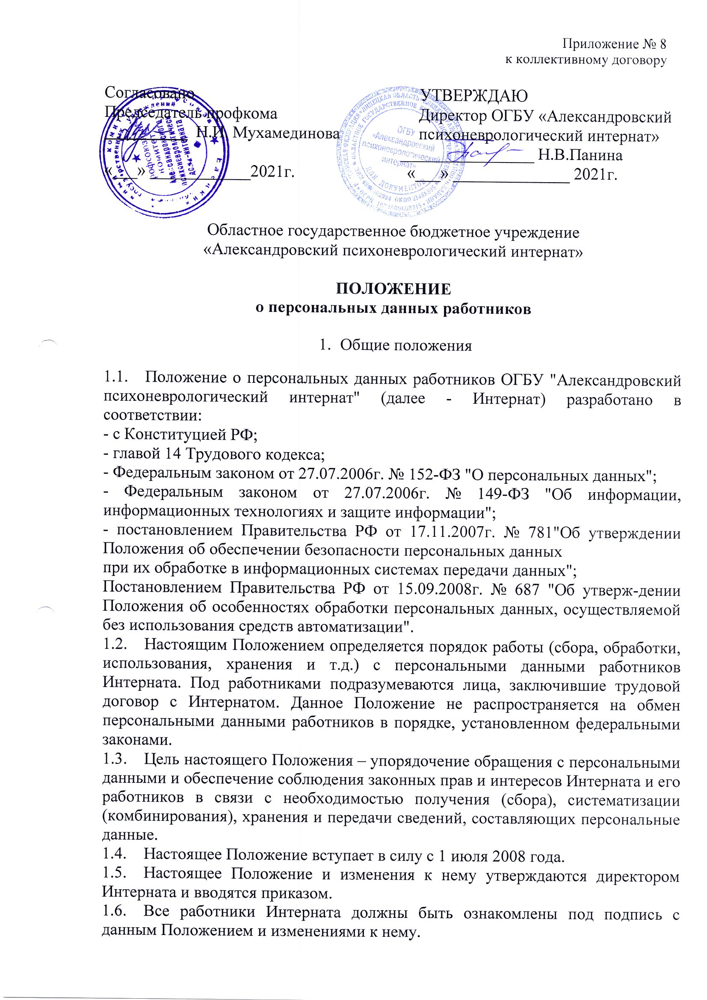 Приложение № 8
к коллективному договору
Согласовано
Председатель профкома
Н.И. Мухамединова
«___» ____________2021г.
УТВЕРЖДАЮ
Директор ОГБУ «Александровский
психоневрологический интернат»
________________ Н.В.Панина
«___» ______________ 2021г.
ОГБУ
«Александровский
психоневрологический
интернат»
ДЛЯ ДОКУМЕНТОВ
Областное государственное бюджетное учреждение
«Александровский психоневрологический интернат»
ПОЛОЖЕНИЕ
о персональных данных работников
1. Общие положения
1.1. Положение о персональных данных работников ОГБУ "Александровский
психоневрологический интернат" (далее - Интернат) разработано в
соответствии:
- с Конституцией РФ;
- главой 14 Трудового кодекса;
- Федеральным законом от 27.07.2006г. № 152-ФЗ "О персональных данных";
- Федеральным законом от 27.07.2006г. № 149-ФЗ "Об информации,
информационных технологиях и защите информации";
- постановлением Правительства РФ от 17.11.2007г. № 781"Об утверждении
Положения об обеспечении безопасности персональных данных
при их обработке в информационных системах передачи данных";
Постановлением Правительства РФ от 15.09.2008г. № 687 "Об утверж-дении
Положения об особенностях обработки персональных данных, осуществляемой
без использования средств автоматизации".
1.2. Настоящим Положением определяется порядок работы (сбора, обработки,
использования, хранения и т.д.) с персональными данными работников
Интерната. Под работниками подразумеваются лица, заключившие трудовой
договор с Интернатом. Данное Положение не распространяется на обмен
персональными данными работников в порядке, установленном федеральными
законами.
1.3. Цель настоящего Положения – упорядочение обращения с персональными
данными и обеспечение соблюдения законных прав и интересов Интерната и его
работников в связи с необходимостью получения (сбора), систематизации
(комбинирования), хранения и передачи сведений, составляющих персональные
данные.
1.4. Настоящее Положение вступает в силу с 1 июля 2008 года.
1.5. Настоящее Положение и изменения к нему утверждаются директором
Интерната и вводятся приказом.
1.6. Все работники Интерната должны быть ознакомлены под подпись с
данным Положением и изменениями к нему.